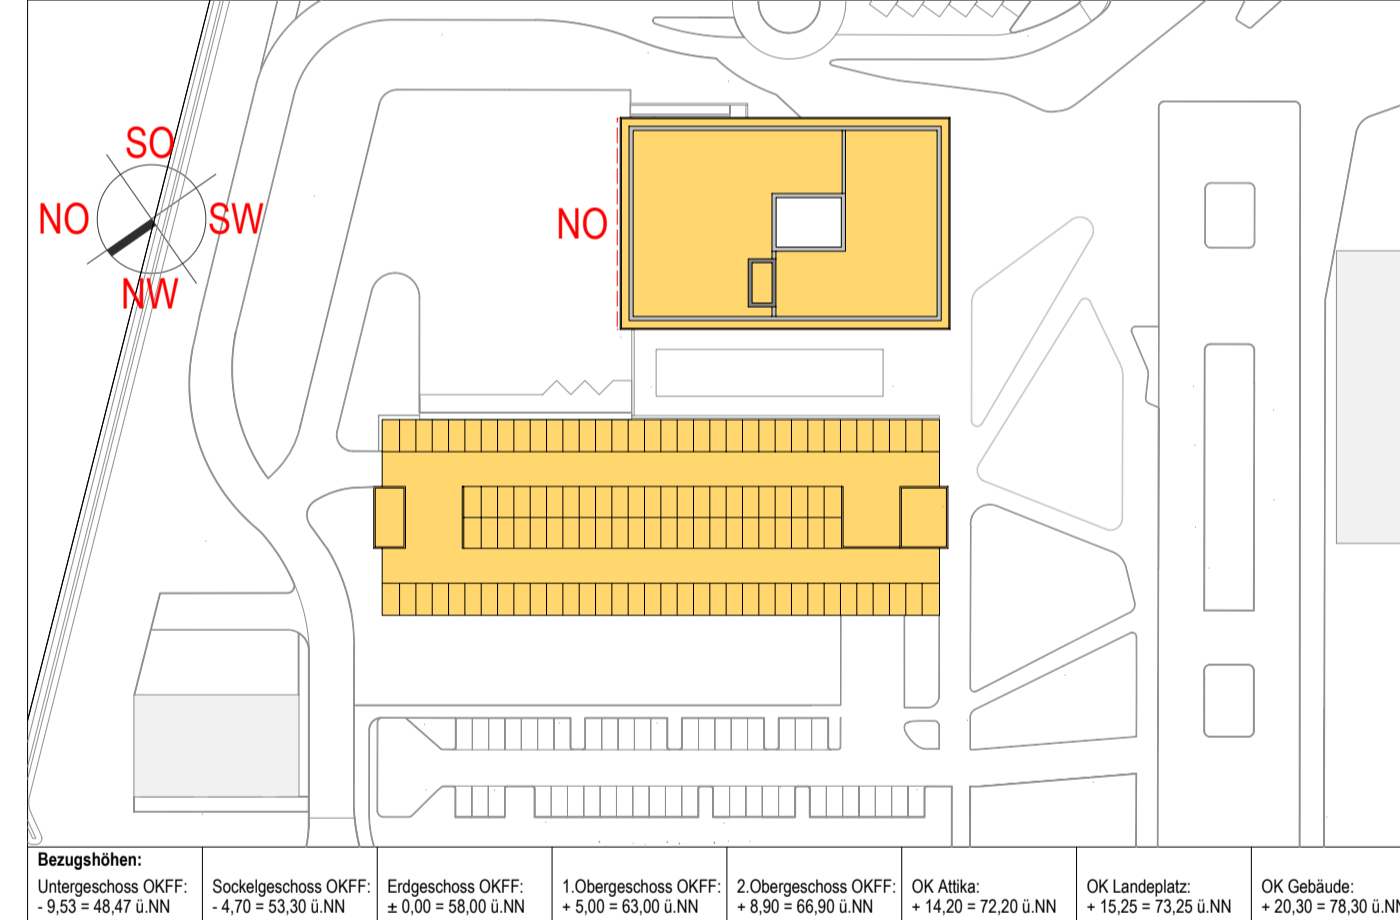 SO
NO
SW
NW
NO
Bezugshöhen:
Untergeschoss OKFF:
- 9,53 = 48,47 ü.NN
Sockelgeschoss OKFF:
- 4,70 = 53,30 ü.NN
Erdgeschoss OKFF:
± 0,00 = 58,00 ü.NN
1.Obergeschoss OKFF:
+ 5,00 = 63,00 ü.NN
2.Obergeschoss OKFF:
+ 8,90 = 66,90 ü.NN
OK Attika:
+ 14,20 = 72,20 ü.NN
OK Landeplatz:
+ 15,25 = 73,25 ü.NN
OK Gebäude:
+ 20,30 = 78,30 ü.NN